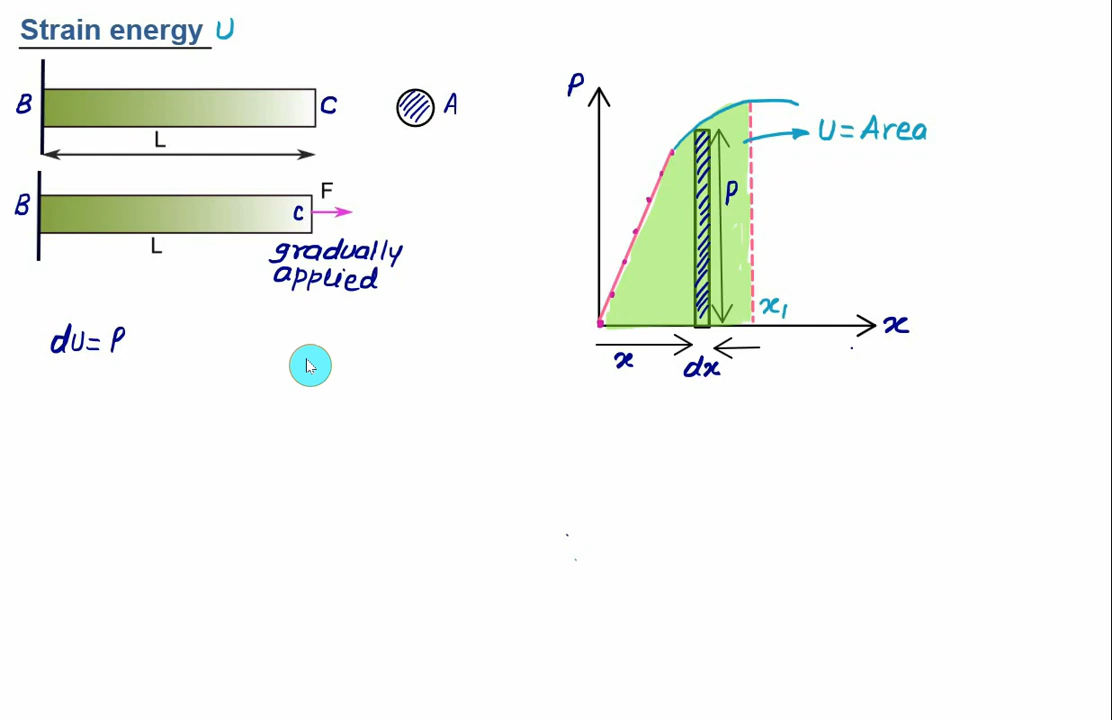 Strain energy U
B
C
A
L
B
F
c
L
gradually
applied
dU= P
P
U = Area
P
x₁
x
x
dx